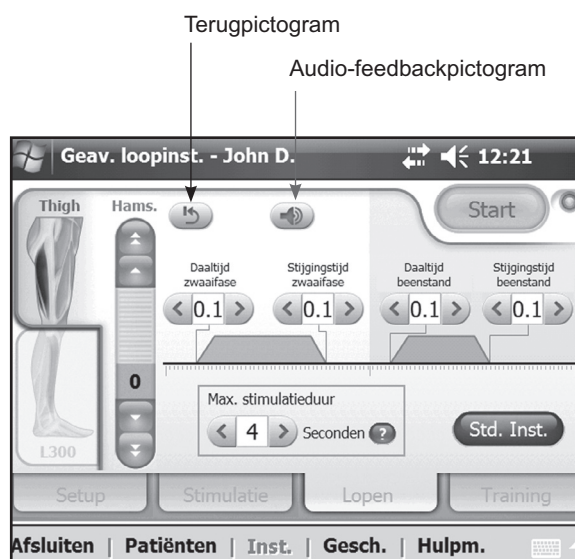 Terugpictogram
Audio-feedbackpictogram
Geav. loopinst. - John D. 12:21
Thigh Hams. Start
Daaltijd zwaaifase
Stijgingstijd zwaaifase
Daaltijd beenstand
Stijgingstijd beenstand
0.1 0.1 0.1 0.1
0
Max. stimulatieduur
4 Seconden ?
Std. Inst.
L300
Setup Stimulatie Lopen Training
Afsluiten | Patiënten | Inst. | Gesch. | Hulpm.